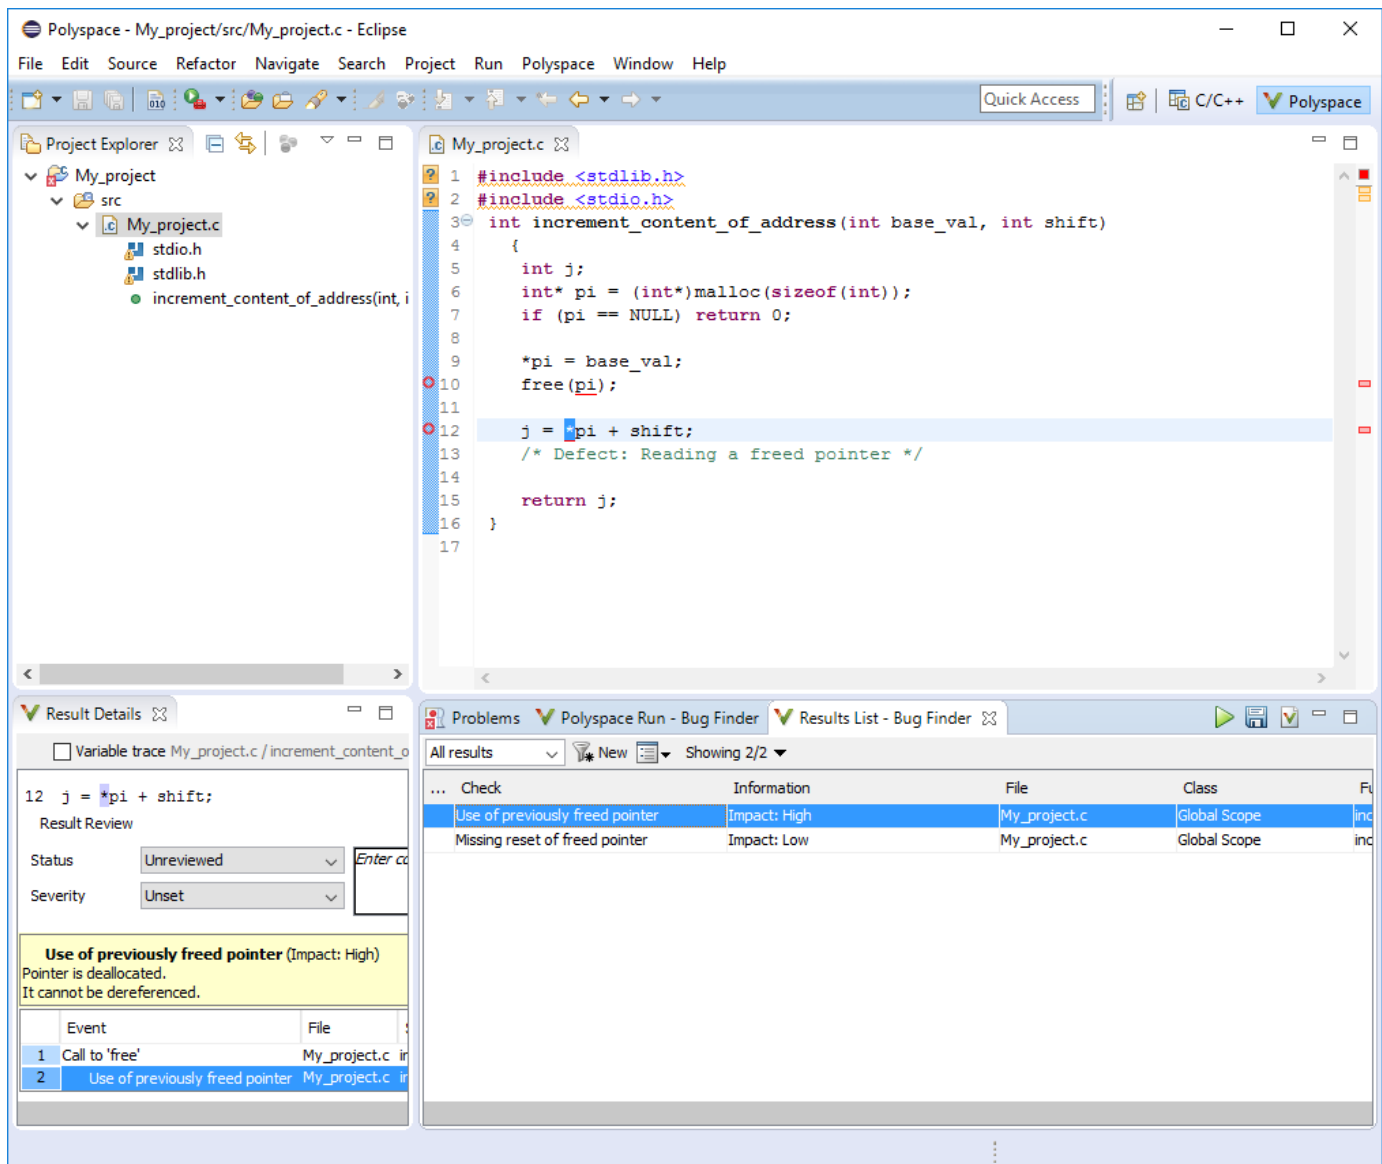 Polyspace - My_project/src/My_project.c - Eclipse
File Edit Source Refactor Navigate Search Project Run Polyspace Window Help
010 Quick Access C/C++ Polyspace
Project Explorer
My_project
src
My_project.c
stdio.h
stdlib.h
increment_content_of_address(int, i
My_project.c
1 #include <stdlib.h>
2 #include <stdio.h>
3 int increment_content_of_address(int base_val, int shift)
4 {
5 int j;
6 int* pi = (int*)malloc(sizeof(int));
7 if (pi == NULL) return 0;
8
9 *pi = base_val;
10 free(pi);
11
12 j = *pi + shift;
13 /* Defect: Reading a freed pointer */
14
15 return j;
16 }
17
Result Details
Variable trace My_project.c / increment_content_o
12 j = *pi + shift;
Result Review
Status Unreviewed Enter co
Severity Unset
Use of previously freed pointer (Impact: High)
Pointer is deallocated.
It cannot be dereferenced.
Event File
1 Call to 'free' My_project.c ir
2 Use of previously freed pointer My_project.c ir
Problems Polyspace Run - Bug Finder Results List - Bug Finder
All results New Showing 2/2
... Check Information File Class Fu
Use of previously freed pointer Impact: High My_project.c Global Scope inc
Missing reset of freed pointer Impact: Low My_project.c Global Scope inc